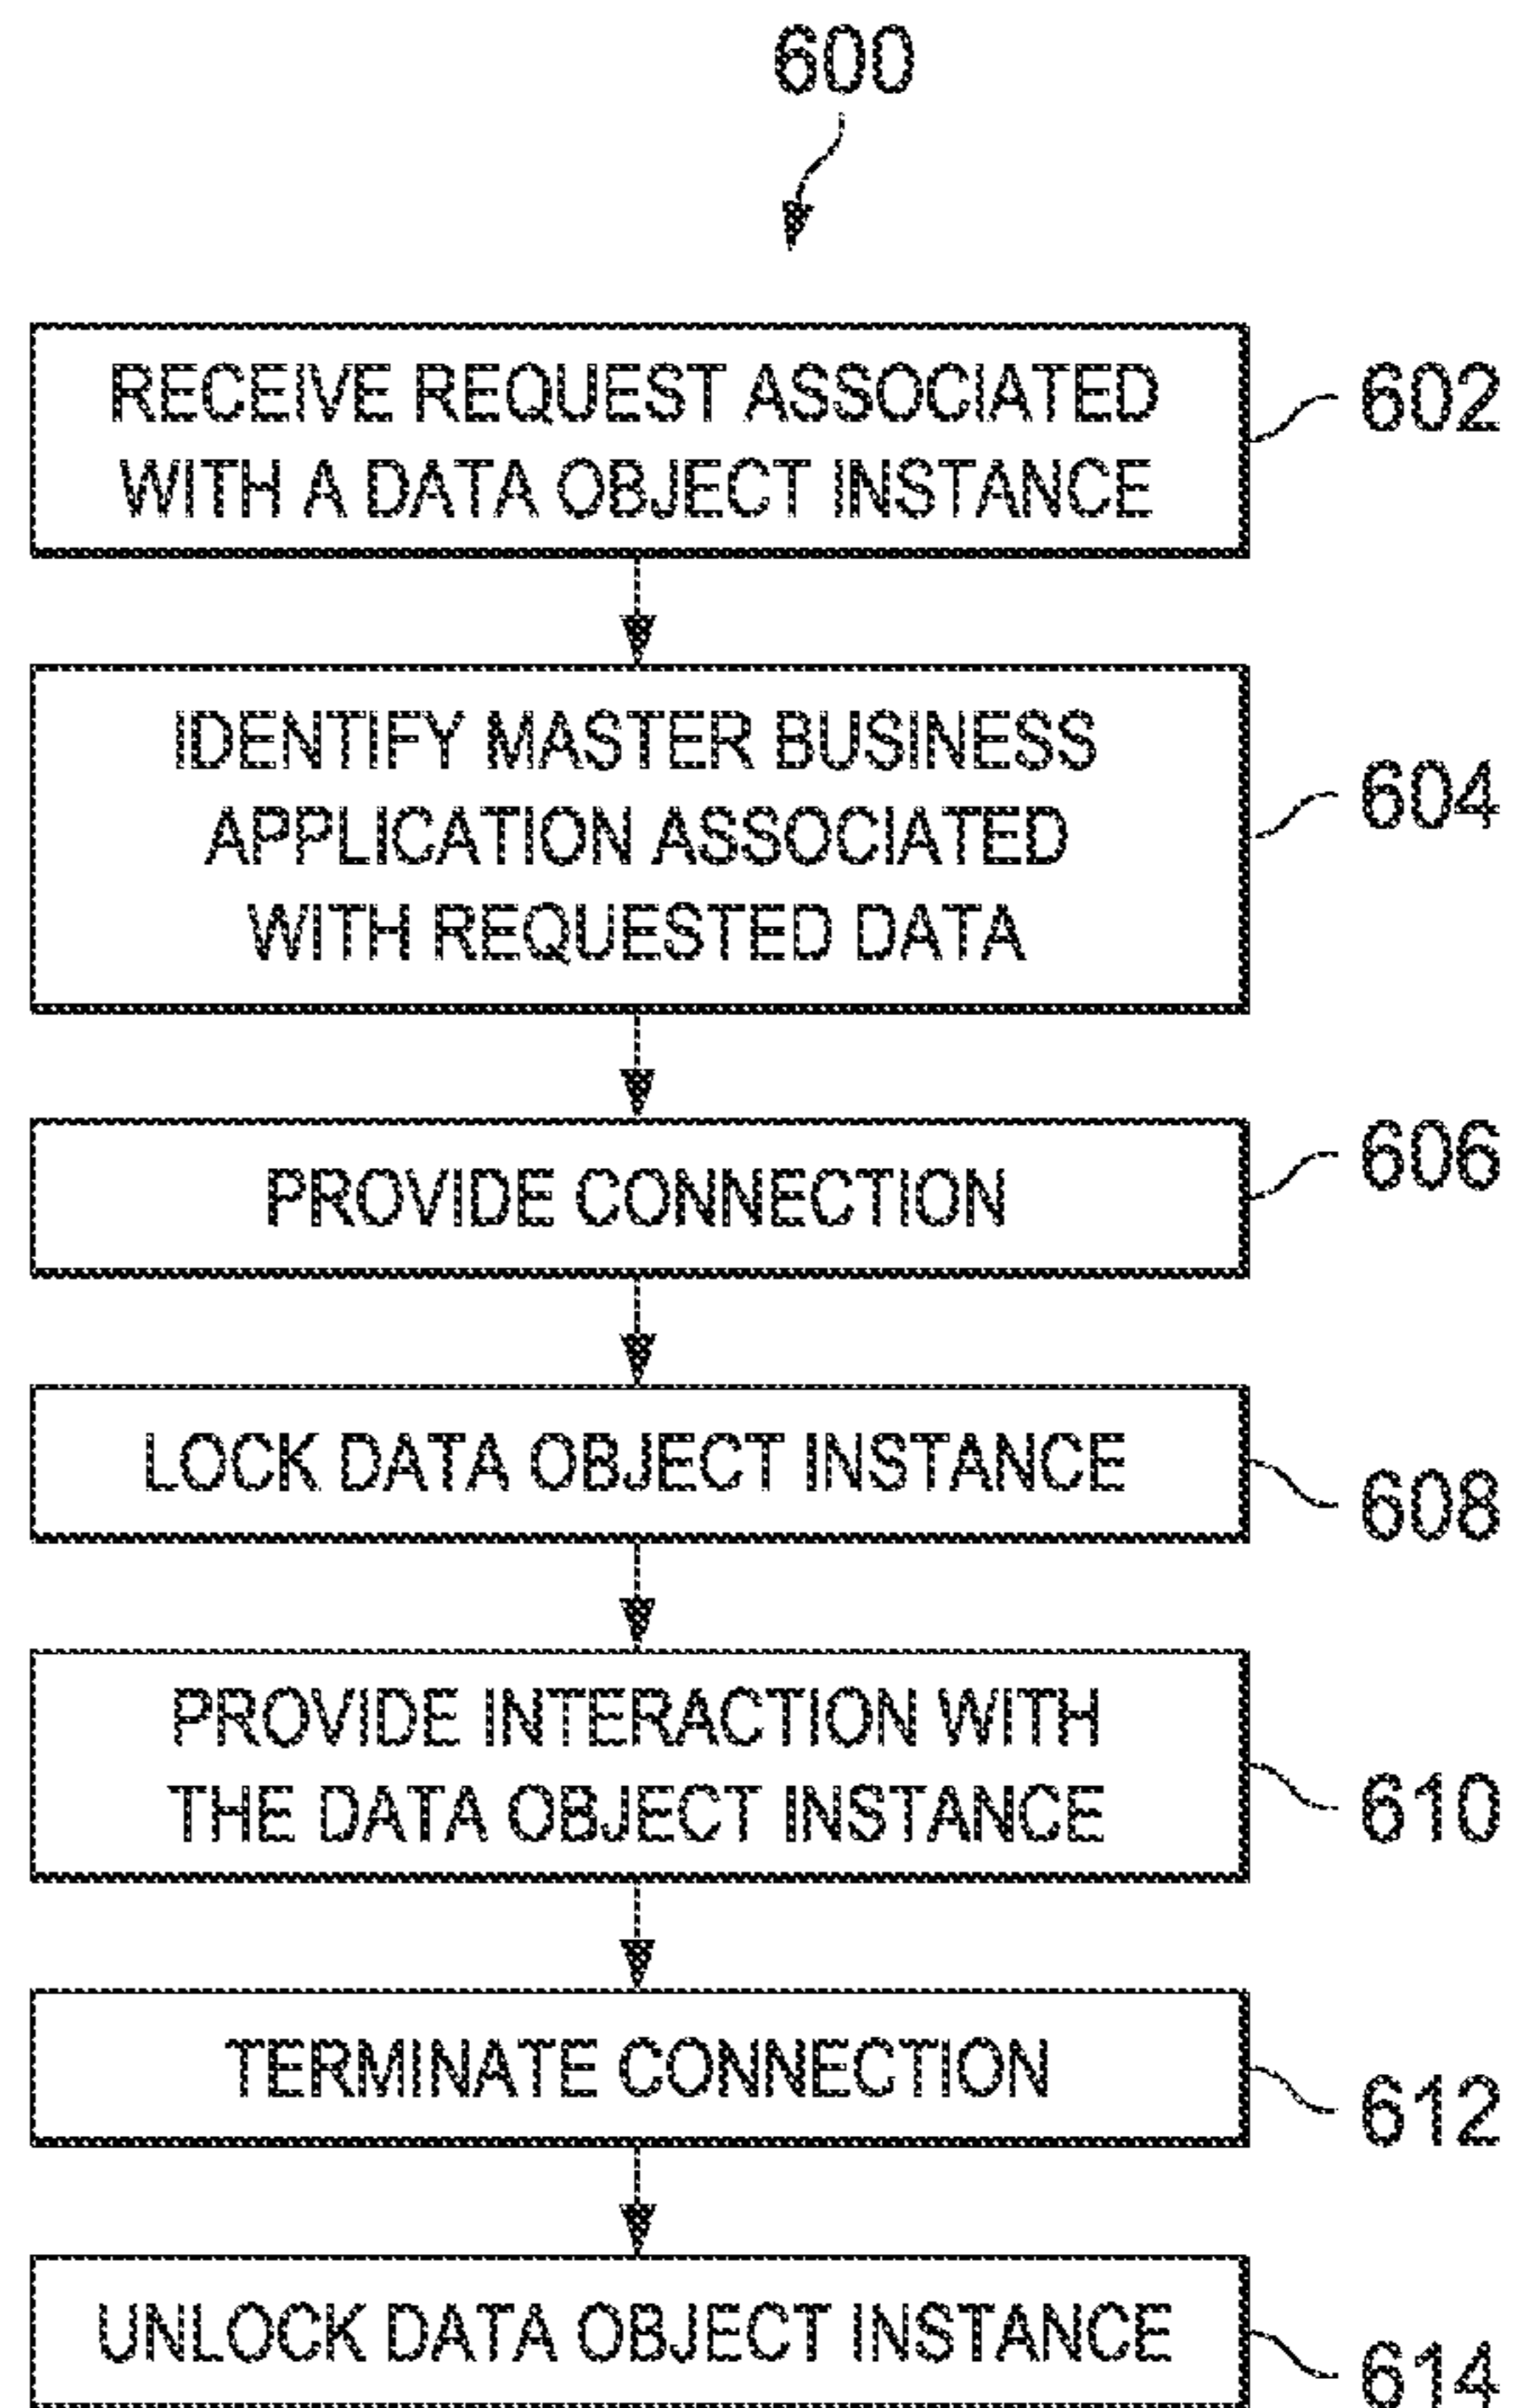 600
RECEIVE REQUEST ASSOCIATED
WITH A DATA OBJECT INSTANCE
602
IDENTIFY MASTER BUSINESS
APPLICATION ASSOCIATED
WITH REQUESTED DATA
604
PROVIDE CONNECTION
606
LOCK DATA OBJECT INSTANCE
608
PROVIDE INTERACTION WITH
THE DATA OBJECT INSTANCE
610
TERMINATE CONNECTION
612
UNLOCK DATA OBJECT INSTANCE
614